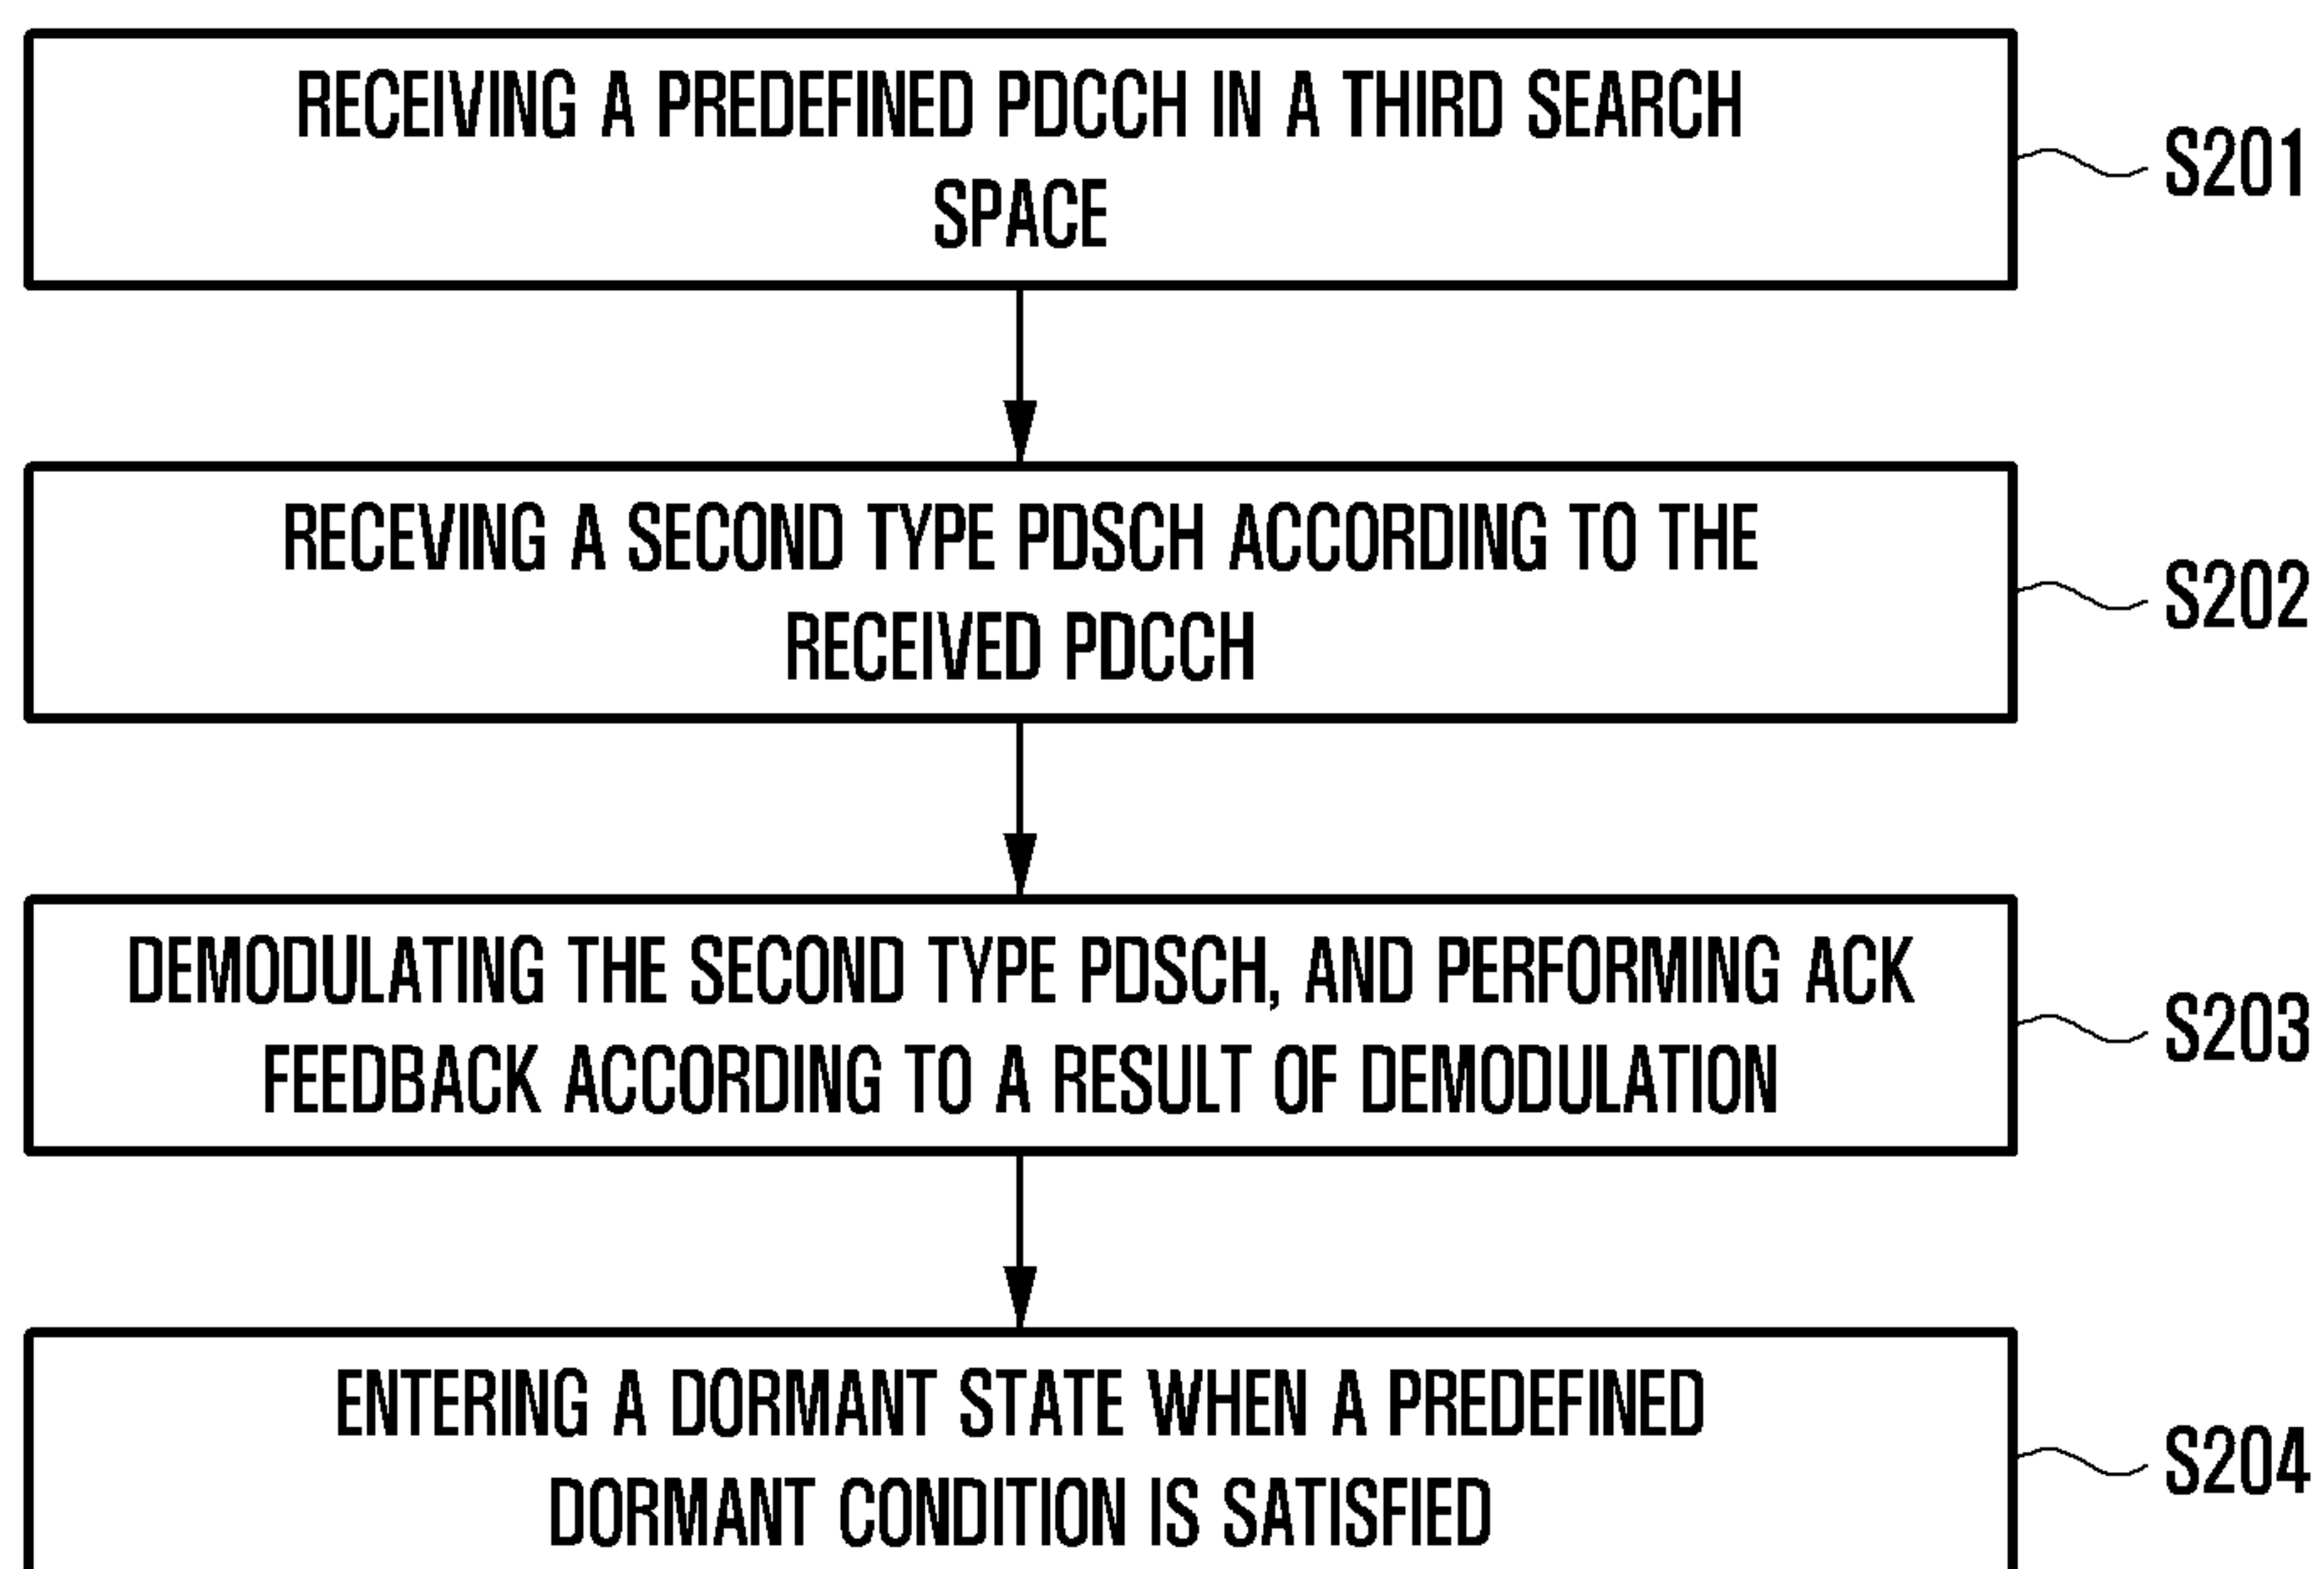 RECEIVING A PREDEFINED PDCCH IN A THIRD SEARCH
SPACE
S201
RECEVING A SECOND TYPE PDSCH ACCORDING TO THE
RECEIVED PDCCH
S202
DEMODULATING THE SECOND TYPE PDSCH, AND PERFORMING ACK
FEEDBACK ACCORDING TO A RESULT OF DEMODULATION
S203
ENTERING A DORMANT STATE WHEN A PREDEFINED
DORMANT CONDITION IS SATISFIED
S204